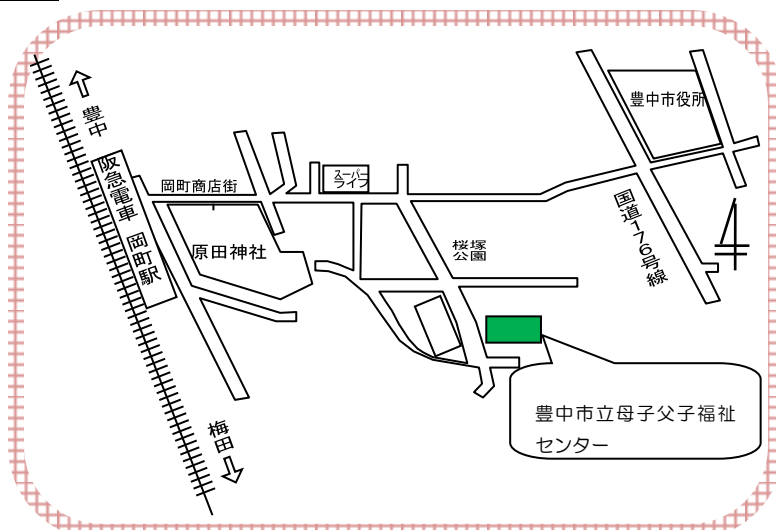 豊中
阪急電車 岡町駅
岡町商店街
スーパー
ライフ
豊中市役所
原田神社
桜塚
公園
国道176号線
梅田
豊中市立母子父子福祉
センター